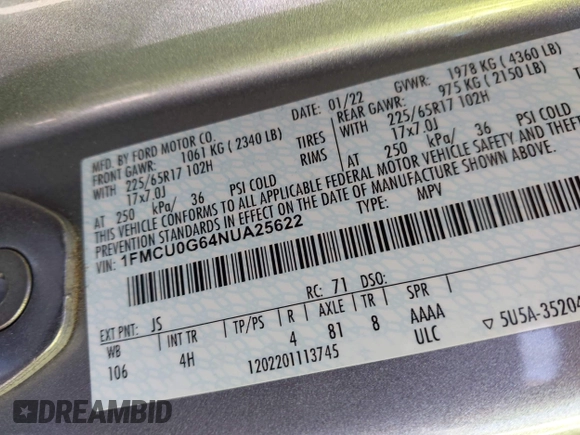 MFD. BY FORD MOTOR CO.
DATE: 01/22 GVWR: 1978 KG ( 4360 LB)
FRONT GAWR: 1061 KG ( 2340 LB)
REAR GAWR: 975 KG ( 2150 LB)
WITH 225/65R17 102H TIRES WITH 225/65R17 102H
17x7.0J RIMS 17x7.0J
AT 250 kPa/ 36 PSI COLD AT 250 kPa/ 36 PSI COLD
THIS VEHICLE CONFORMS TO ALL APPLICABLE FEDERAL MOTOR VEHICLE SAFETY AND THEFT
PREVENTION STANDARDS IN EFFECT ON THE DATE OF MANUFACTURE SHOWN ABOVE.
1FMCU0G64NUA25622 TYPE: MPV
EXT PNT: JS RC: 71 DSO:
WB INT TR TP/PS R AXLE TR SPR
106 4H 4 81 8 AAAA
ULC
1202201113745
5U5A-35204
DREAMBID